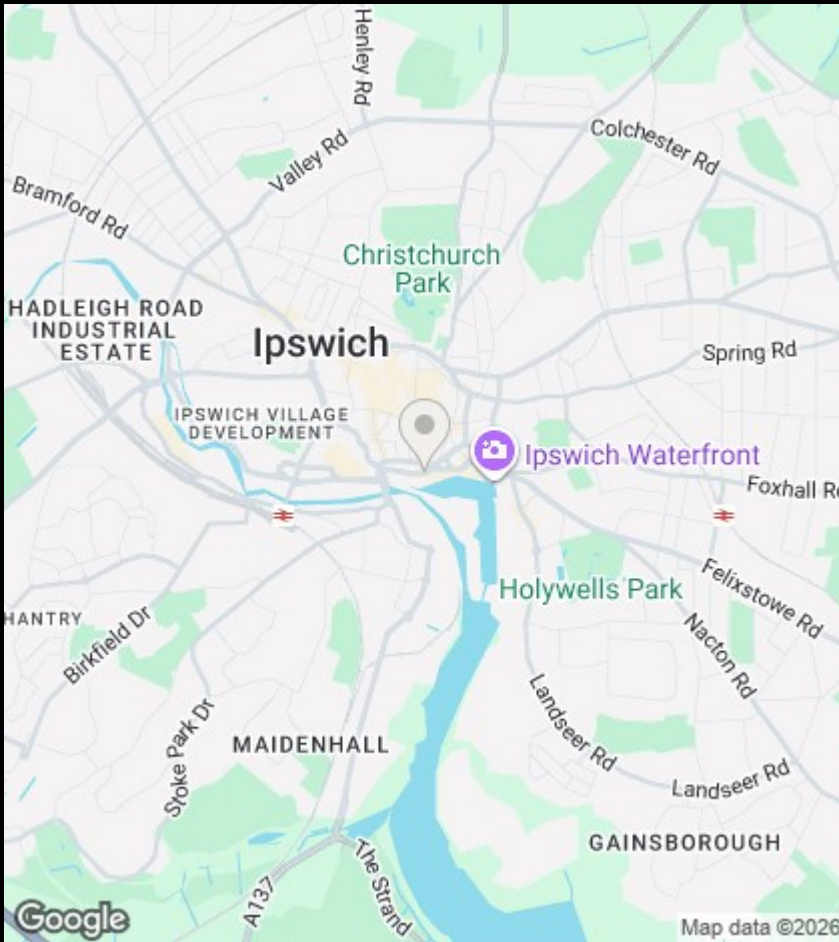 Henley Rd
Colchester Rd
Valley Rd
Bramford Rd
Christchurch
Park
HADLEIGH ROAD
INDUSTRIAL
ESTATE
Ipswich
Spring Rd
IPSWICH VILLAGE
DEVELOPMENT
Ipswich Waterfront
Foxhall Ro
Holywells Park
Felixstowe Rd
HANTRY
Birkfield Dr
Nacton Rd
Landseer Rd
Stoke Park Dr
MAIDENHALL
Landseer Rd
GAINSBOROUGH
The Strand
A137
Google
Map data ©2026